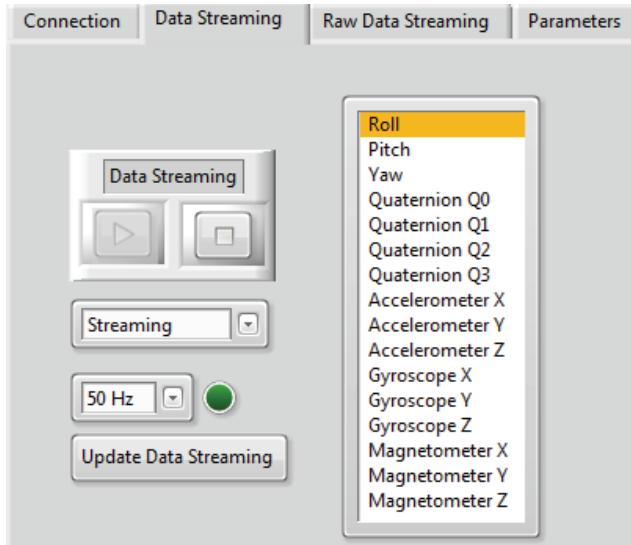 Connection
Data Streaming
Raw Data Streaming
Parameters
Data Streaming
Streaming
50 Hz
Update Data Streaming
Roll
Pitch
Yaw
Quaternion Q0
Quaternion Q1
Quaternion Q2
Quaternion Q3
Accelerometer X
Accelerometer Y
Accelerometer Z
Gyroscope X
Gyroscope Y
Gyroscope Z
Magnetometer X
Magnetometer Y
Magnetometer Z